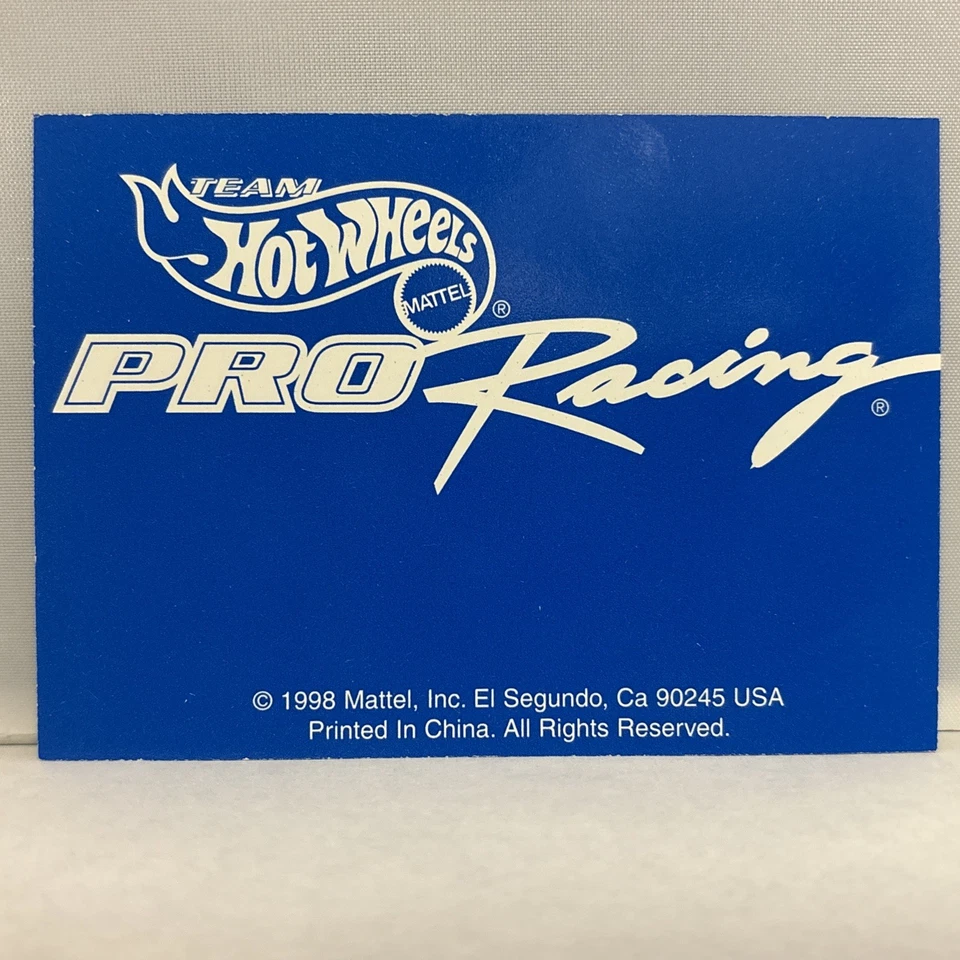 TEAM
HOT WHEELS
MATTEL ®
PRO Racing ®
© 1998 Mattel, Inc. El Segundo, Ca 90245 USA
Printed In China. All Rights Reserved.